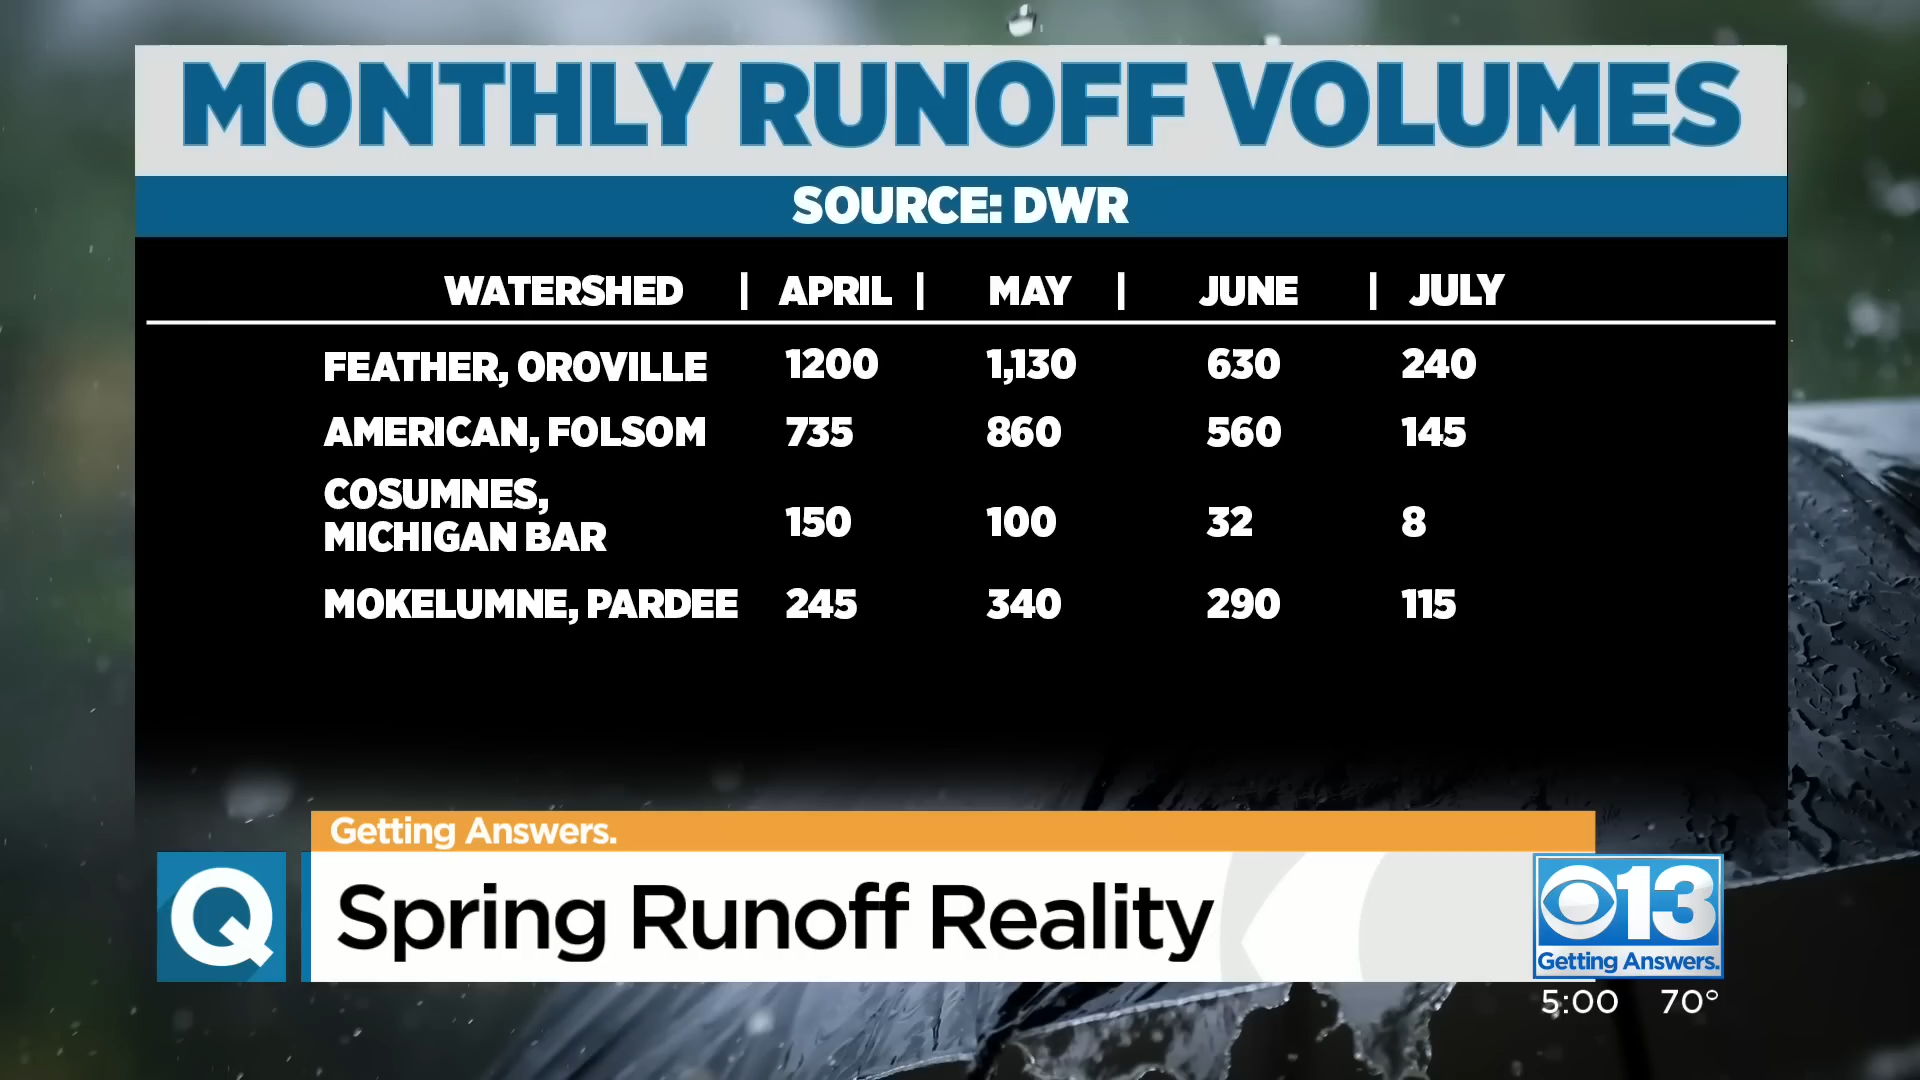 MONTHLY RUNOFF VOLUMES
SOURCE: DWR
WATERSHED | APRIL | MAY | JUNE | JULY
FEATHER, OROVILLE 1200 1,130 630 240
AMERICAN, FOLSOM 735 860 560 145
COSUMNES,
MICHIGAN BAR 150 100 32 8
MOKELUMNE, PARDEE 245 340 290 115
Getting Answers.
Q Spring Runoff Reality
13
Getting Answers.
5:00 70°